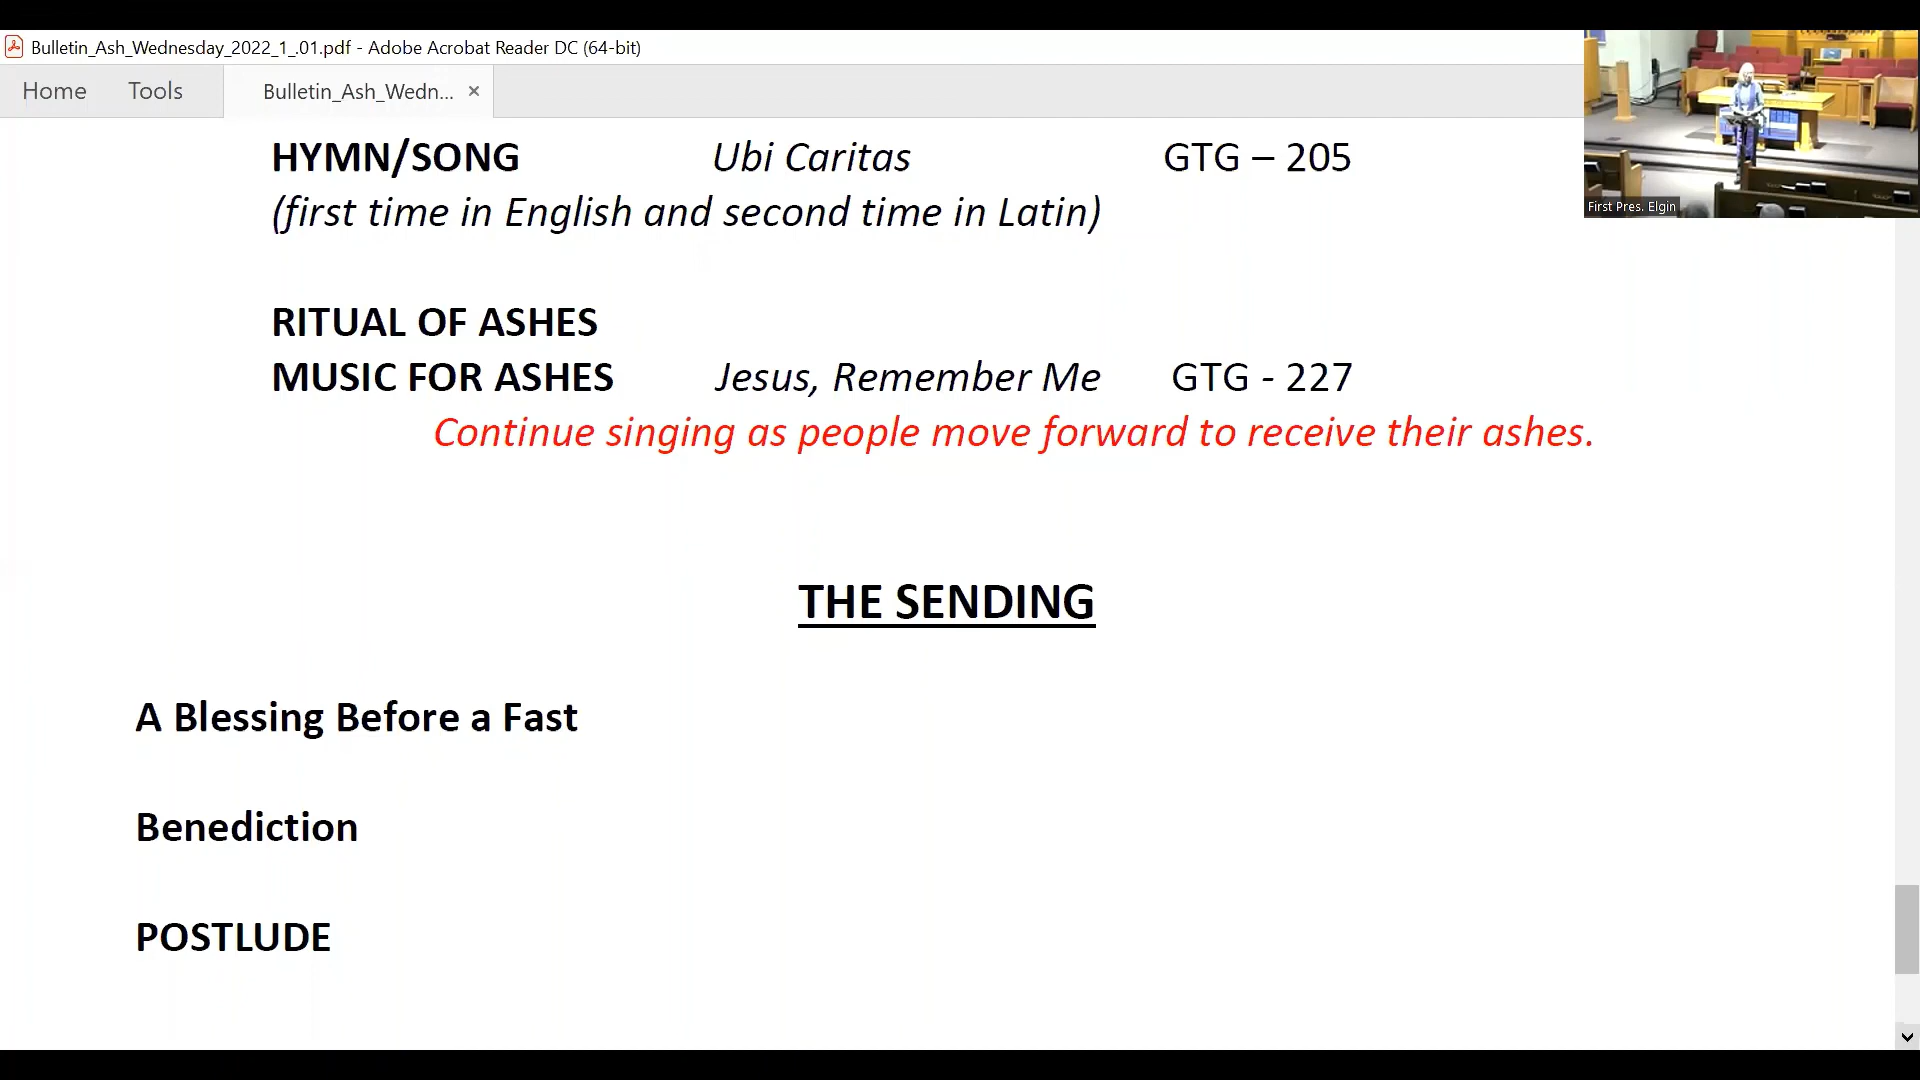 Bulletin_Ash_Wednesday_2022_1_.01.pdf - Adobe Acrobat Reader DC (64-bit)
Home Tools Bulletin_Ash_Wedn... ×
HYMN/SONG Ubi Caritas GTG – 205
(first time in English and second time in Latin)
First Pres. Elgin
RITUAL OF ASHES
MUSIC FOR ASHES Jesus, Remember Me GTG - 227
Continue singing as people move forward to receive their ashes.
THE SENDING
A Blessing Before a Fast
Benediction
POSTLUDE